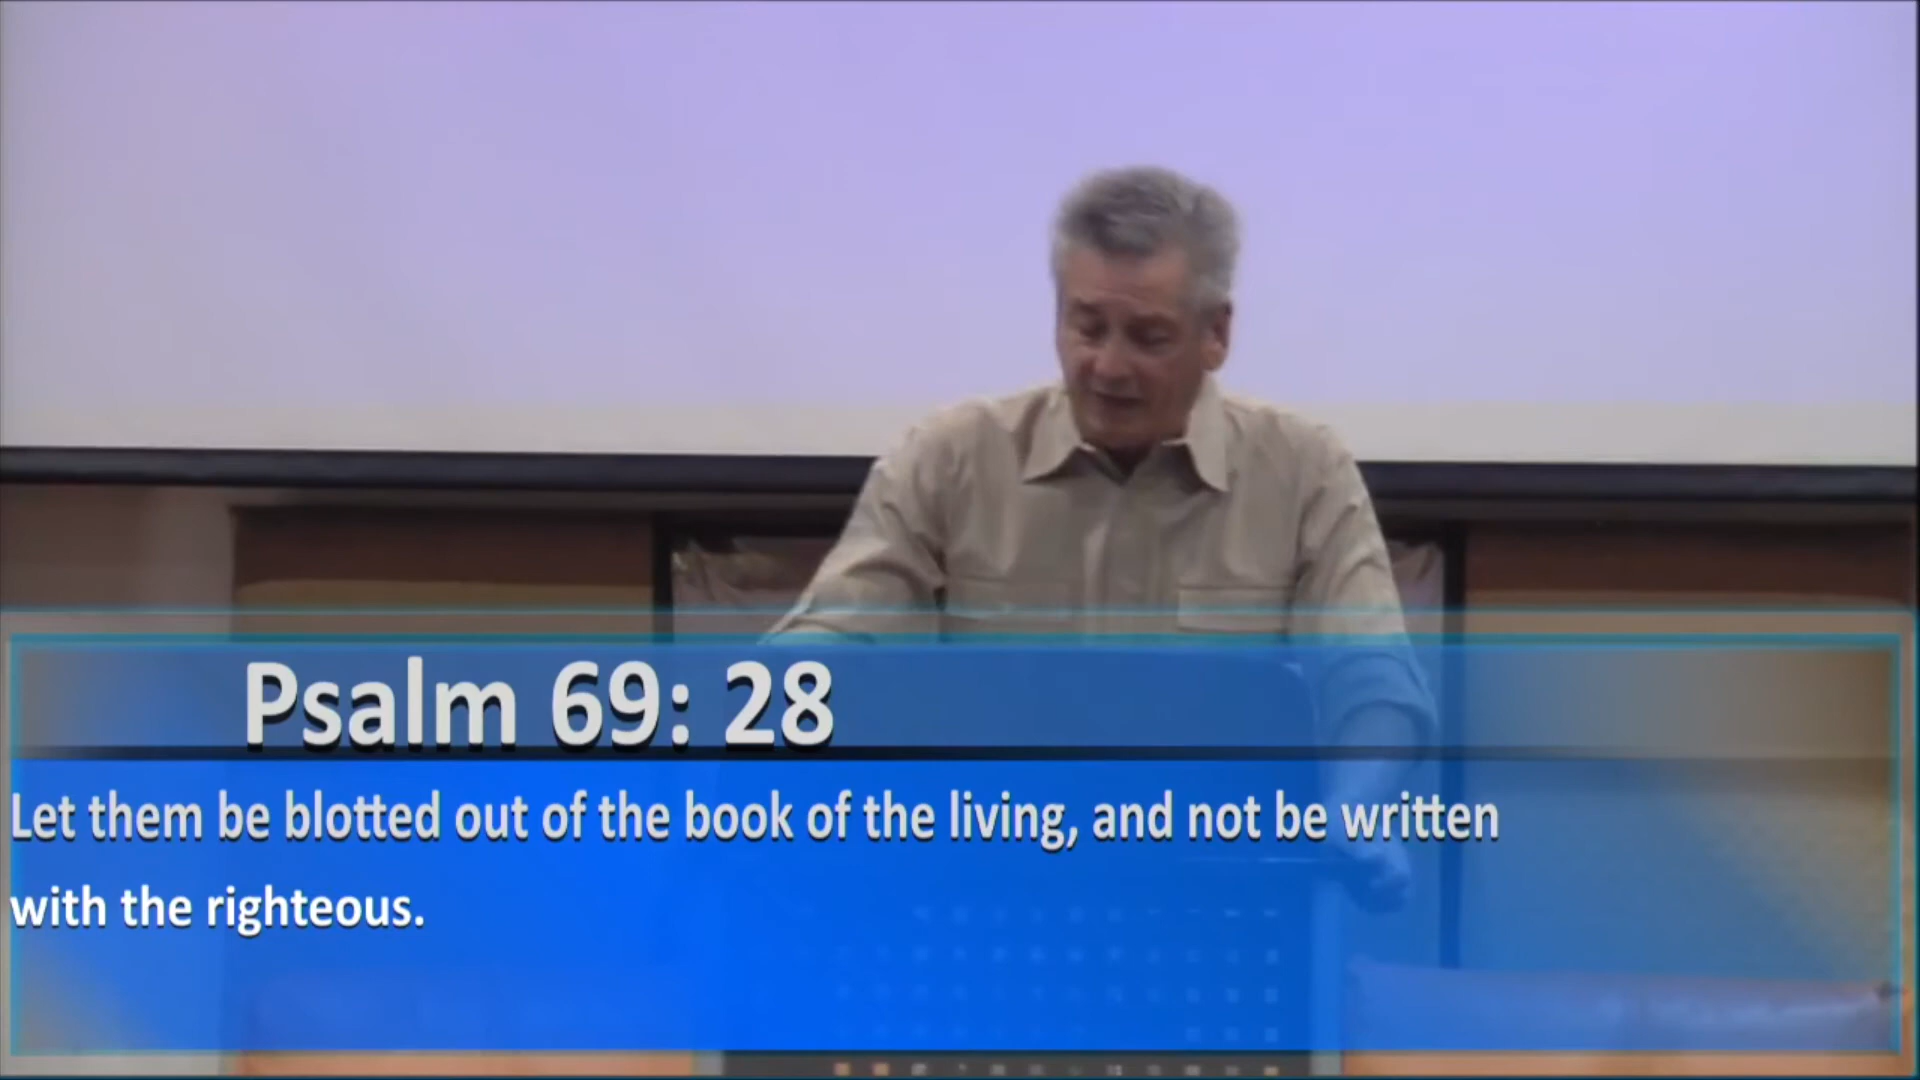 Psalm 69: 28
Let them be blotted out of the book of the living, and not be written
with the righteous.